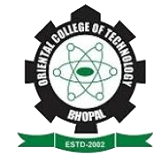 ORIENTAL COLLEGE OF TECHNOLOGY
BHOPAL
ESTD-2002